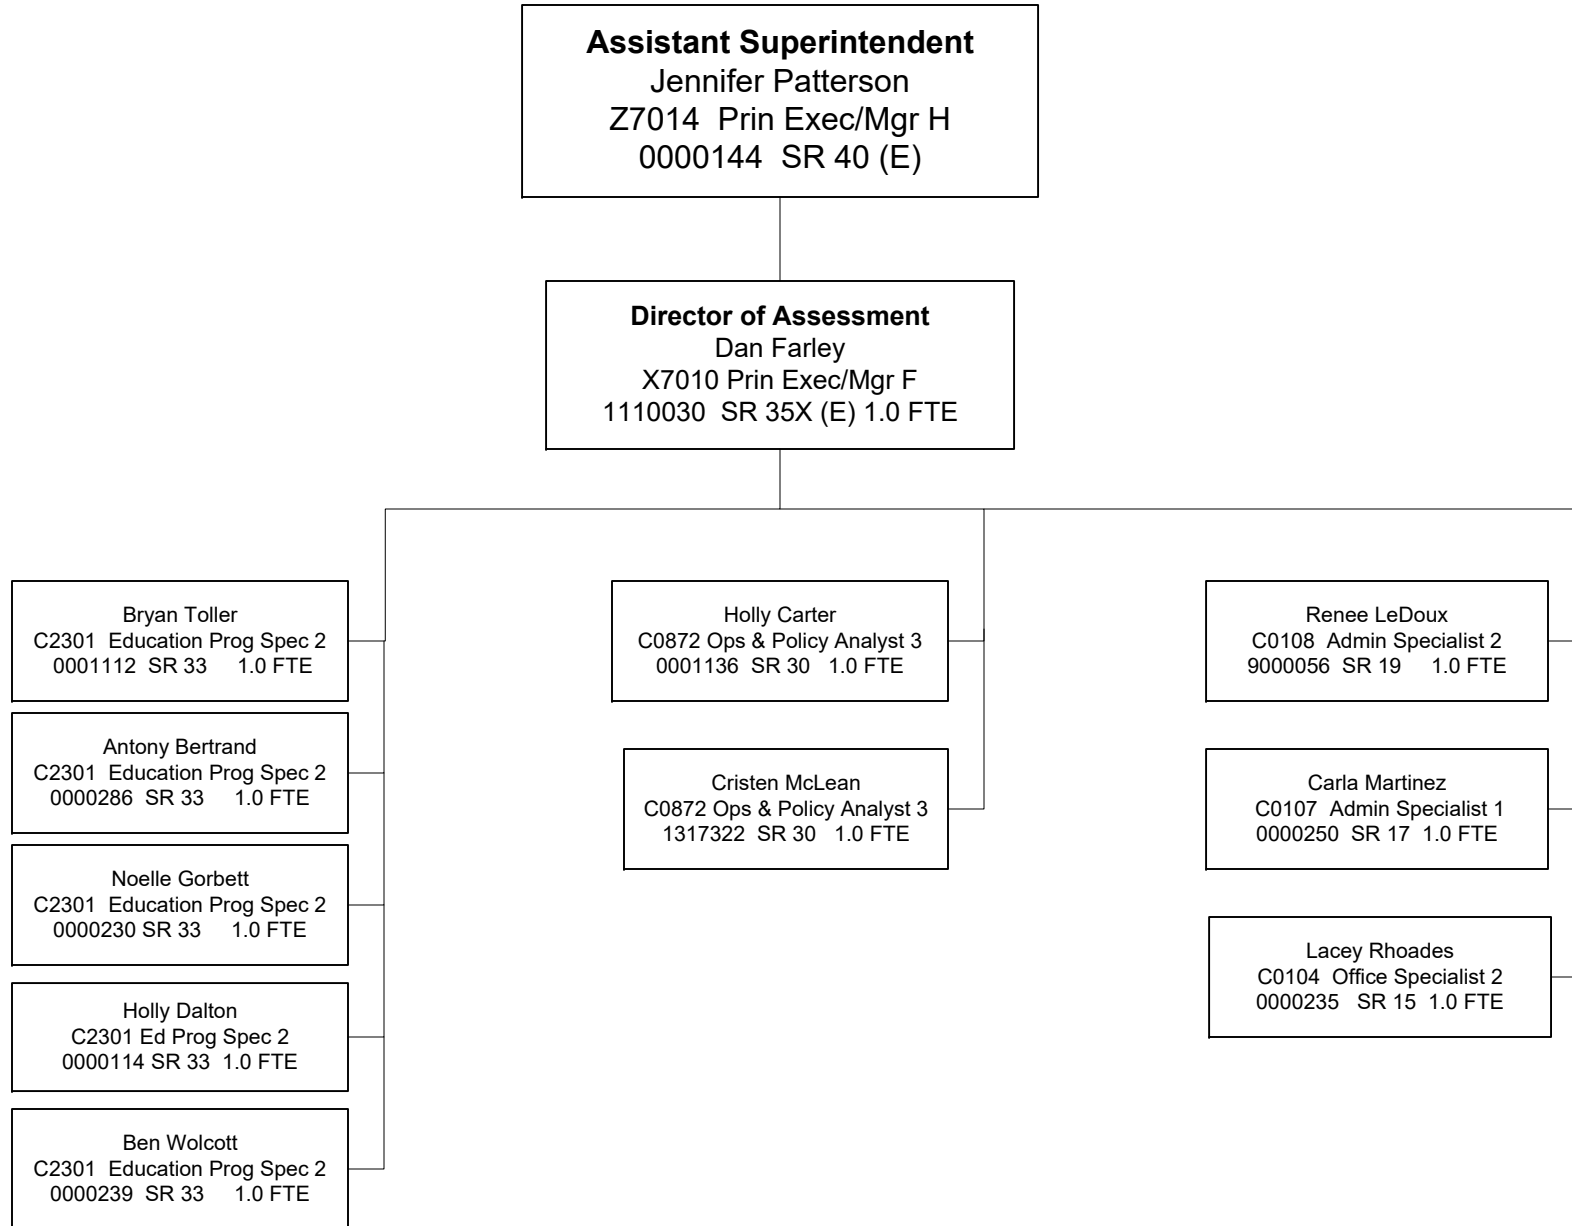 Assistant Superintendent
Jennifer Patterson
Z7014  Prin Exec/Mgr H
0000144  SR 40 (E)
Director of Assessment
Dan Farley
X7010 Prin Exec/Mgr F
1110030  SR 35X (E) 1.0 FTE
Bryan Toller
C2301  Education Prog Spec 2
0001112  SR 33     1.0 FTE
Antony Bertrand
C2301  Education Prog Spec 2
0000286  SR 33     1.0 FTE
Noelle Gorbett
C2301  Education Prog Spec 2
0000230 SR 33     1.0 FTE
Holly Dalton
C2301 Ed Prog Spec 2
0000114 SR 33  1.0 FTE
Ben Wolcott
C2301  Education Prog Spec 2
0000239  SR 33     1.0 FTE
Holly Carter
C0872 Ops & Policy Analyst 3
0001136  SR 30   1.0 FTE
Cristen McLean
C0872 Ops & Policy Analyst 3
1317322  SR 30   1.0 FTE
Renee LeDoux
C0108  Admin Specialist 2
9000056  SR 19     1.0 FTE
Carla Martinez
C0107  Admin Specialist 1
0000250  SR 17  1.0 FTE
Lacey Rhoades
C0104  Office Specialist 2
0000235   SR 15  1.0 FTE